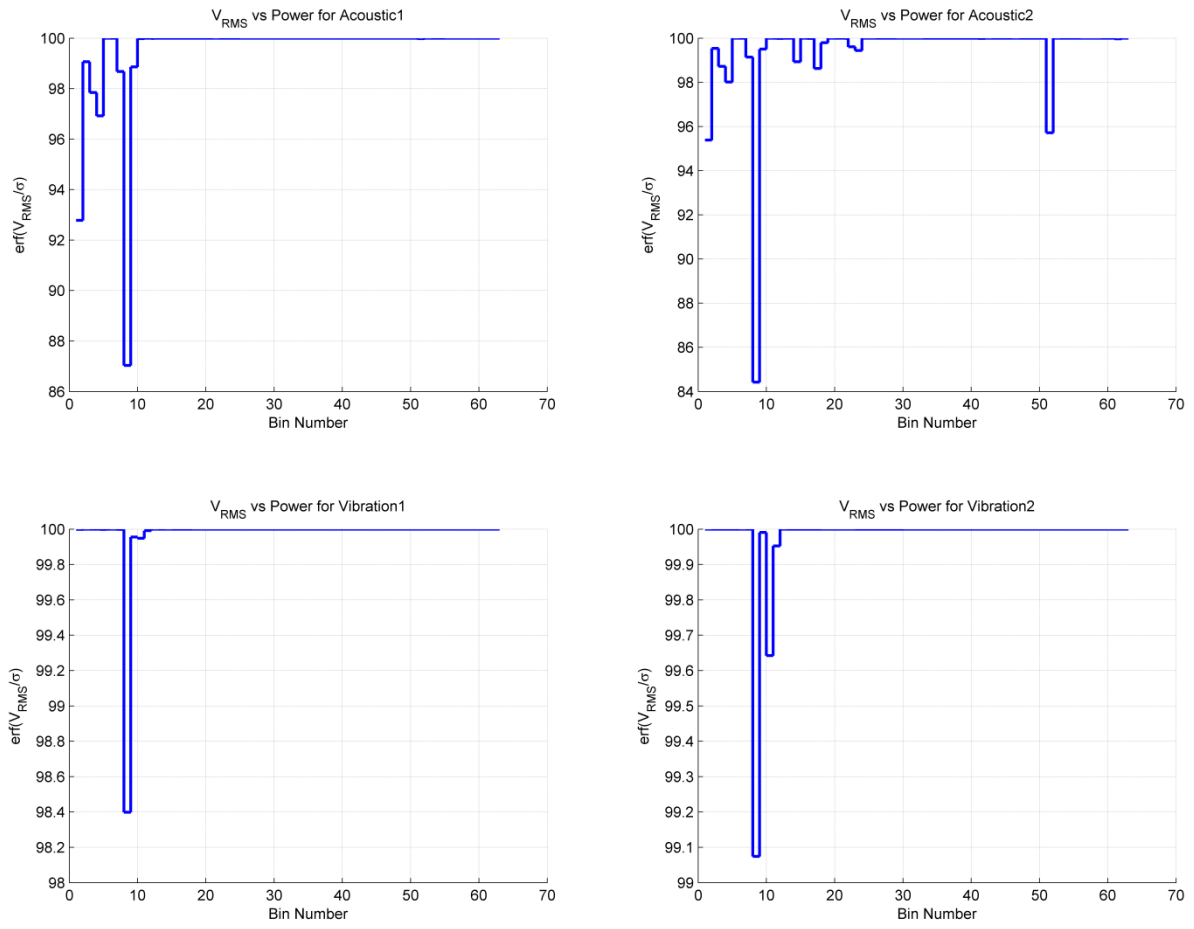 V_RMS vs Power for Acoustic1
100
98
96
94
92
90
88
86
erf(V_RMS/σ)
0 10 20 30 40 50 60 70
Bin Number
V_RMS vs Power for Acoustic2
100
98
96
94
92
90
88
86
84
erf(V_RMS/σ)
0 10 20 30 40 50 60 70
Bin Number
V_RMS vs Power for Vibration1
100
99.8
99.6
99.4
99.2
99
98.8
98.6
98.4
98.2
98
erf(V_RMS/σ)
0 10 20 30 40 50 60 70
Bin Number
V_RMS vs Power for Vibration2
100
99.9
99.8
99.7
99.6
99.5
99.4
99.3
99.2
99.1
99
erf(V_RMS/σ)
0 10 20 30 40 50 60 70
Bin Number